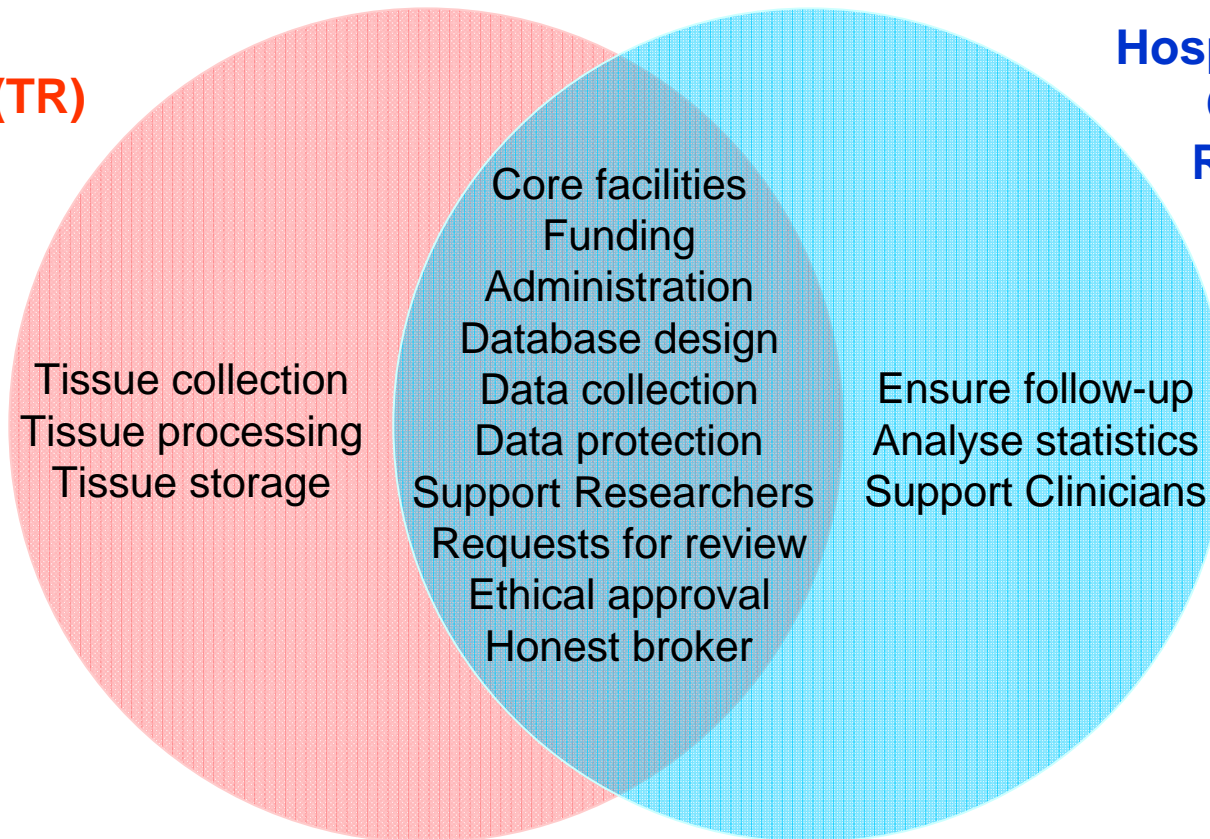 (TR)
Hosp
Core facilities
Funding
Administration
Database design
Data collection
Data protection
Support Researchers
Requests for review
Ethical approval
Honest broker
Tissue collection
Tissue processing
Tissue storage
Ensure follow-up
Analyse statistics
Support Clinicians